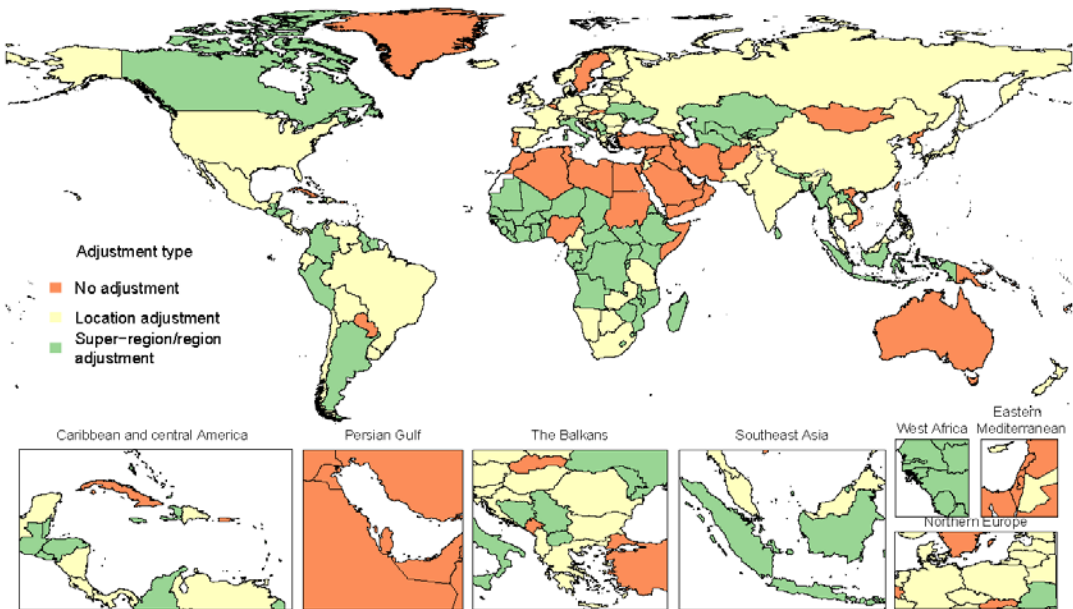 Adjustment type
No adjustment
Location adjustment
Super-region/region
adjustment
Caribbean and central America
Persian Gulf
The Balkans
Southeast Asia
West Africa
Eastern
Mediterranean
Northern Europe